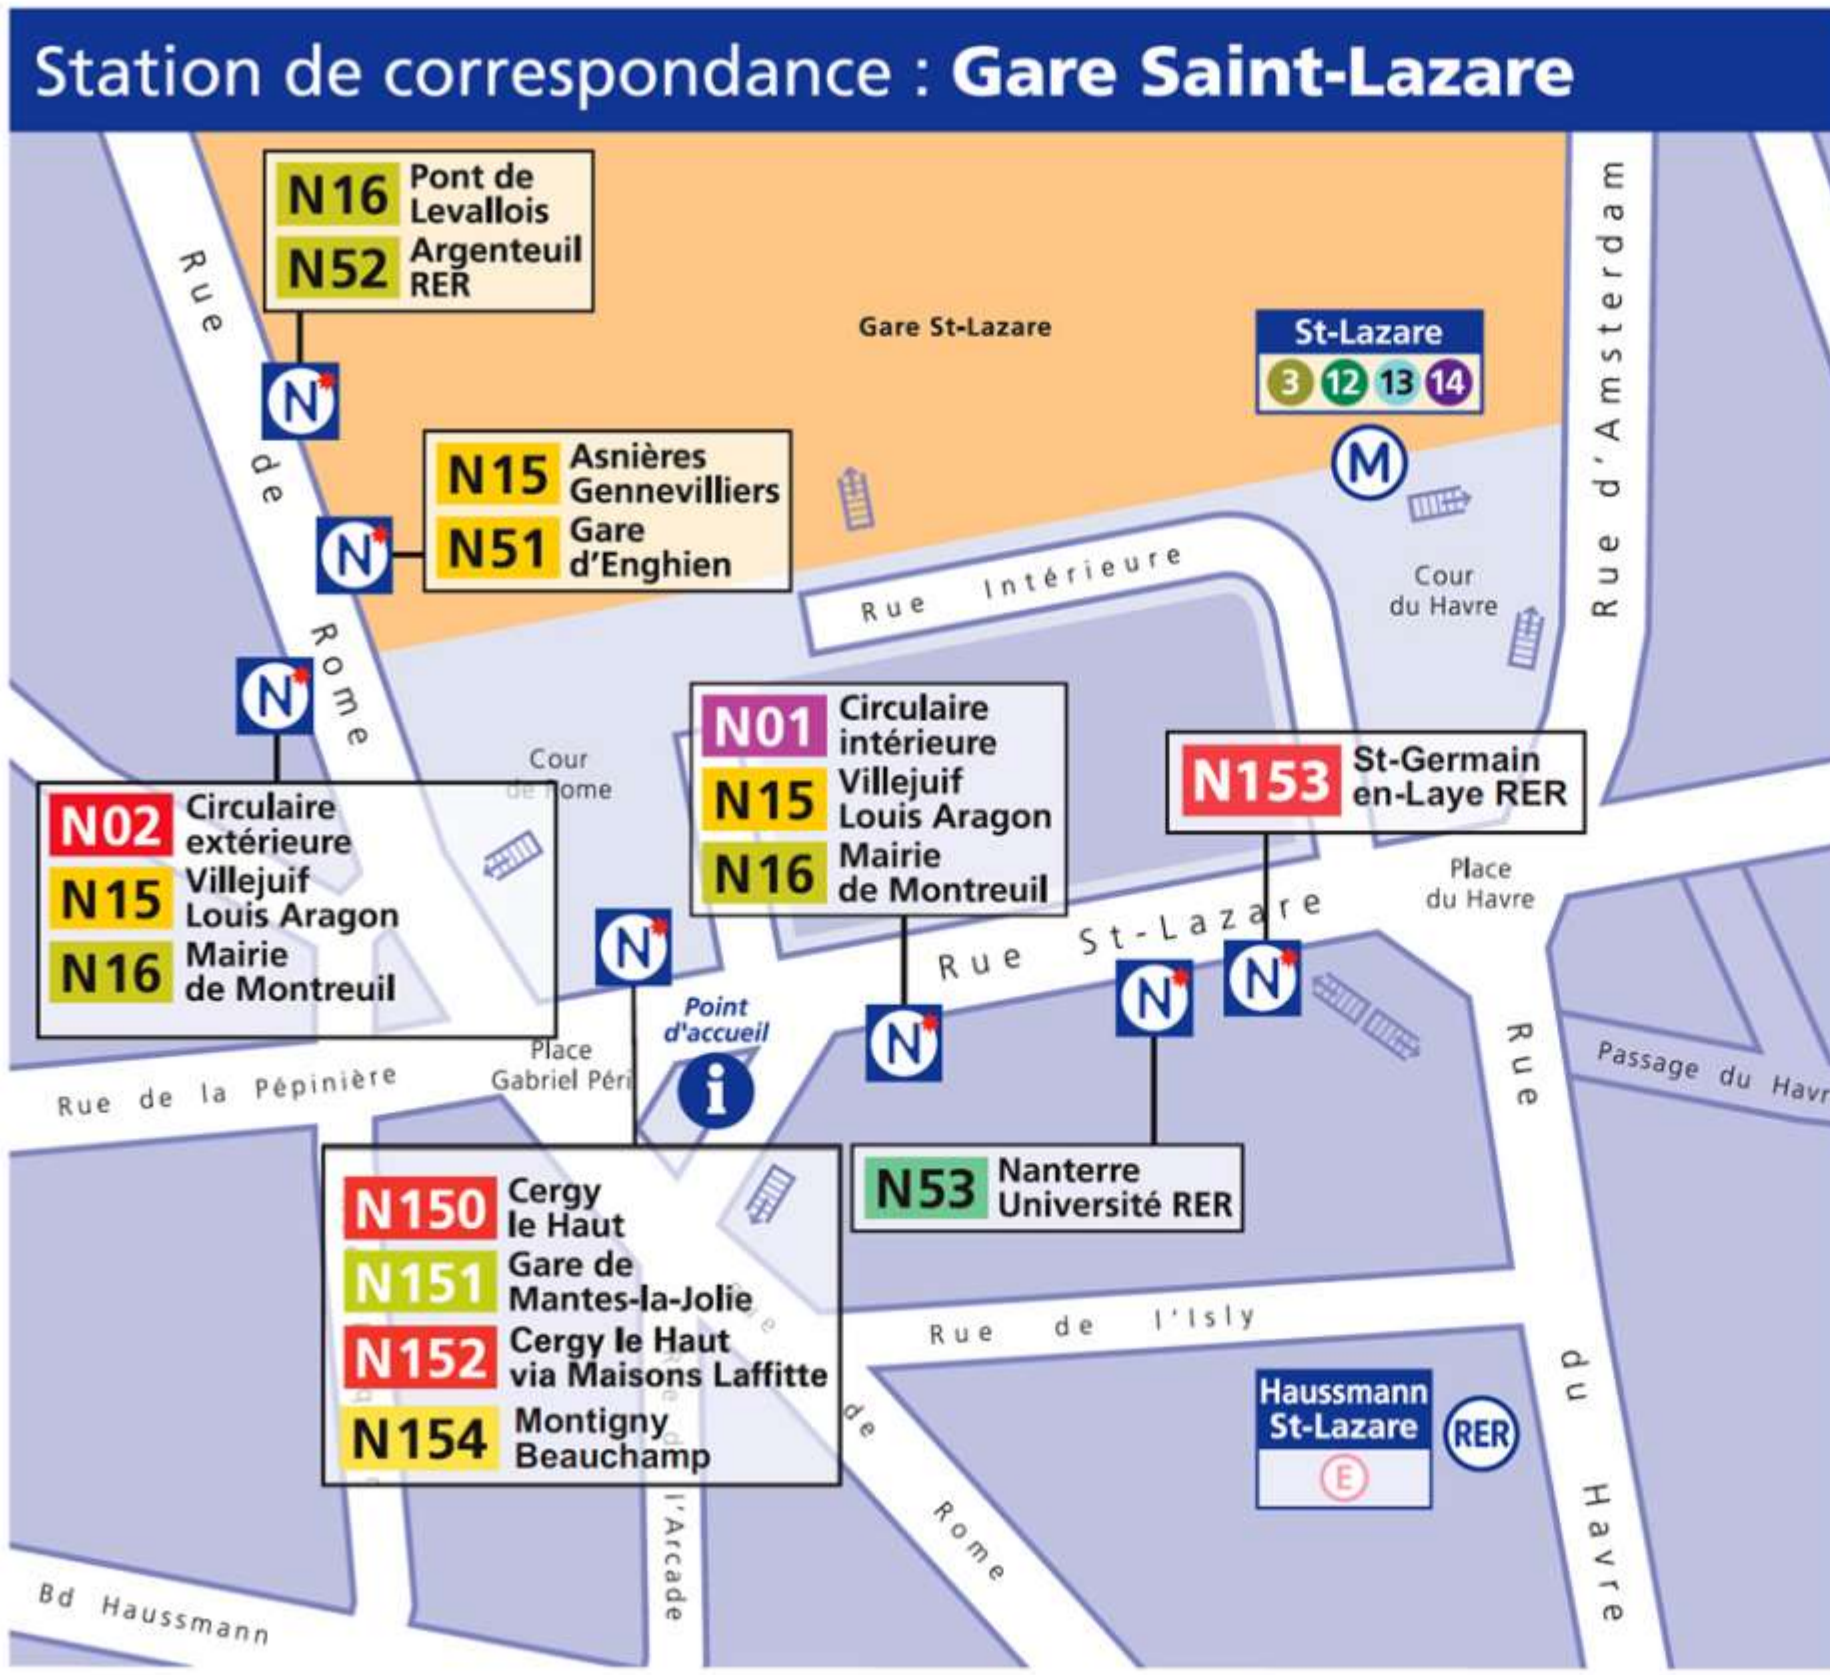 Station de correspondance : Gare Saint-Lazare
N16 Pont de
Levallois
N52 Argenteuil
RER
N
Rue de Rome
Gare St-Lazare
St-Lazare
3 12 13 14
M
Rue d'Amsterdam
N15 Asnières
Gennevilliers
N51 Gare
d'Enghien
N
Rue Intérieure
Cour
du Havre
N
N02 Circulaire
extérieure
N15 Villejuif
Louis Aragon
N16 Mairie
de Montreuil
Cour
de Rome
N01 Circulaire
intérieure
N15 Villejuif
Louis Aragon
N16 Mairie
de Montreuil
N153 St-Germain
en-Laye RER
Place
du Havre
Rue St-Lazare
N
N
N
N
Point
d'accueil
i
Place
Gabriel Péri
Rue de la Pépinière
Passage du Havr
N53 Nanterre
Université RER
N150 Cergy
le Haut
N151 Gare de
Mantes-la-Jolie
N152 Cergy le Haut
via Maisons Laffitte
N154 Montigny
Beauchamp
Rue de l'Isly
Rue du Havre
Haussmann
St-Lazare
RER
E
Rue de Rome
Rue de l'Arcade
Bd Haussmann